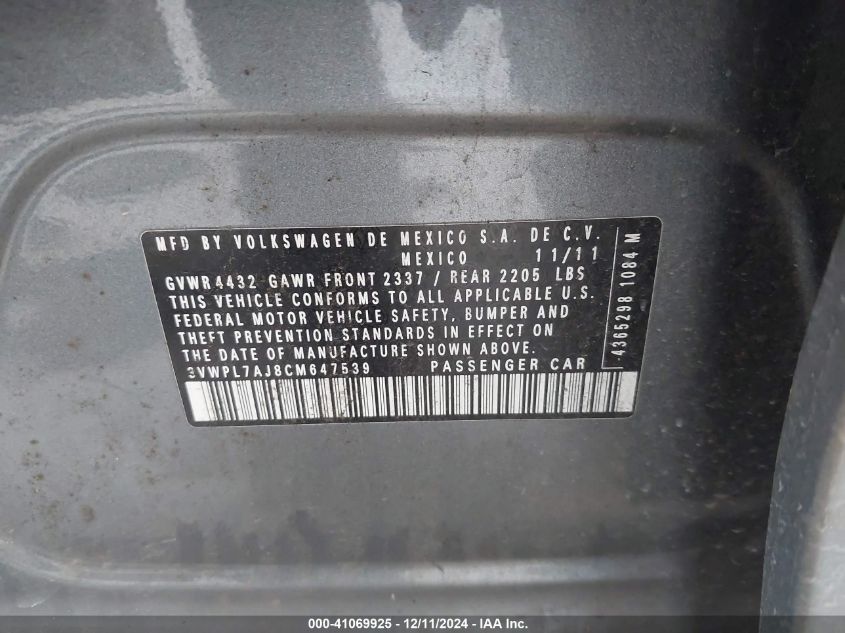 MFD BY VOLKSWAGEN DE MEXICO S.A. DE C.V.
MEXICO 11/11
GVWR 4432 GAWR FRONT 2337 / REAR 2205 LBS
THIS VEHICLE CONFORMS TO ALL APPLICABLE U.S.
FEDERAL MOTOR VEHICLE SAFETY, BUMPER AND
THEFT PREVENTION STANDARDS IN EFFECT ON
THE DATE OF MANUFACTURE SHOWN ABOVE.
3VWPL7AJ8CM647539 PASSENGER CAR
4365298 1084 M
000-41069925 - 12/11/2024 - IAAI.COM